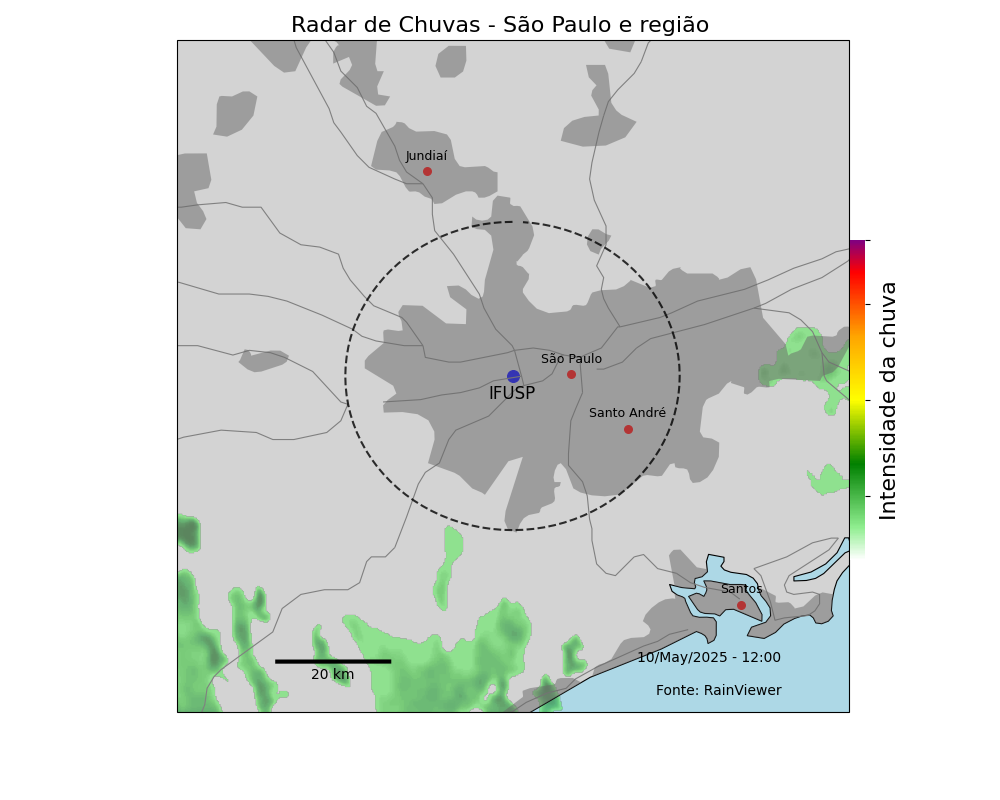 Radar de Chuvas - São Paulo e região
Jundiaí
São Paulo
IFUSP
Santo André
Intensidade da chuva
Santos
10/May/2025 - 12:00
20 km
Fonte: RainViewer